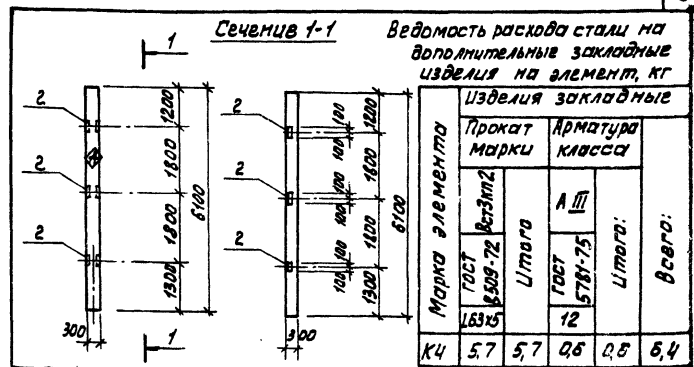 1
Сечение 1-1
2
2
2
1200
1800
1800
1300
6100
300
1
2
2
2
100
100
100
100
100
100
1200
1800
1300
6100
300
Ведомость расхода стали на
дополнительные закладные
изделия на элемент, кг
Марка элемента
Изделия закладные
Прокат
марки
Арматура
класса
Всего:
ВСт3кп2
Итого
А III
Итого:
ГОСТ
8509-72
ГОСТ
5781-75
L63х5
12
К4 5,7 5,7 0,6 0,6 6,4